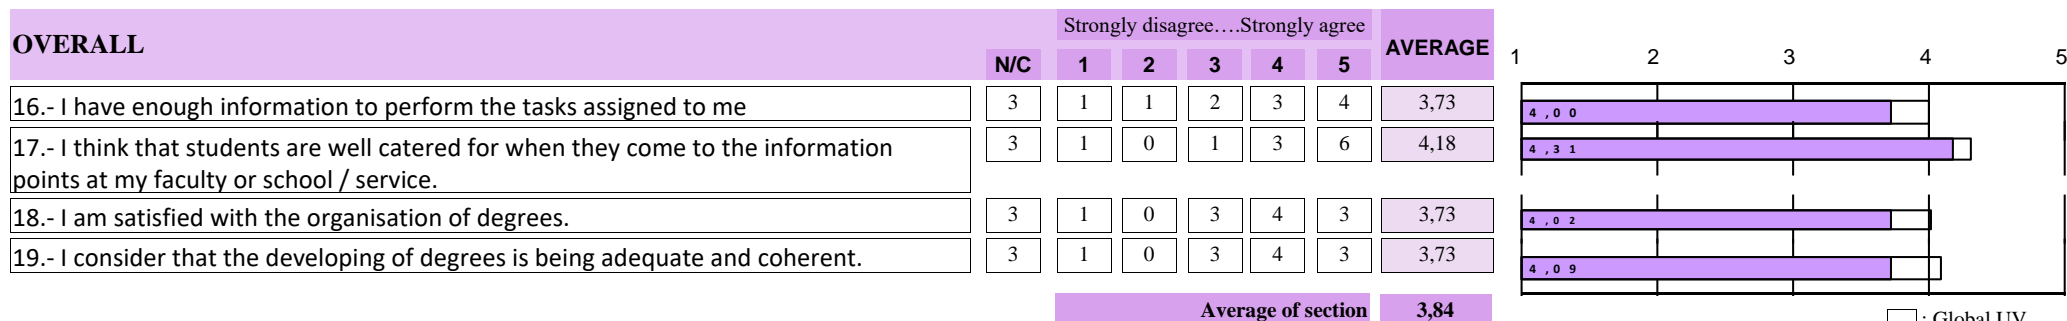 OVERALL
Strongly disagree….Strongly agree
AVERAGE
N/C 1 2 3 4 5
1 2 3 4 5
16.- I have enough information to perform the tasks assigned to me 3 1 1 2 3 4 3,73
4,00
17.- I think that students are well catered for when they come to the information
points at my faculty or school / service. 3 1 0 1 3 6 4,18
4,31
18.- I am satisfied with the organisation of degrees. 3 1 0 3 4 3 3,73
4,02
19.- I consider that the developing of degrees is being adequate and coherent. 3 1 0 3 4 3 3,73
4,09
Average of section 3,84
: Global UV